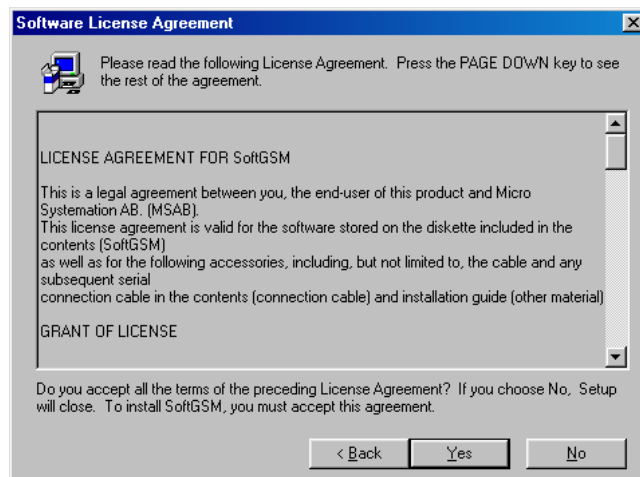 Software License Agreement
Please read the following License Agreement.  Press the PAGE DOWN key to see
the rest of the agreement.
LICENSE AGREEMENT FOR SoftGSM
This is a legal agreement between you, the end-user of this product and Micro
Systemation AB. (MSAB).
This license agreement is valid for the software stored on the diskette included in the
contents (SoftGSM)
as well as for the following accessories, including, but not limited to, the cable and any
subsequent serial
connection cable in the contents (connection cable) and installation guide (other material)
GRANT OF LICENSE
Do you accept all the terms of the preceding License Agreement?  If you choose No,  Setup
will close.  To install SoftGSM, you must accept this agreement.
< Back Yes No